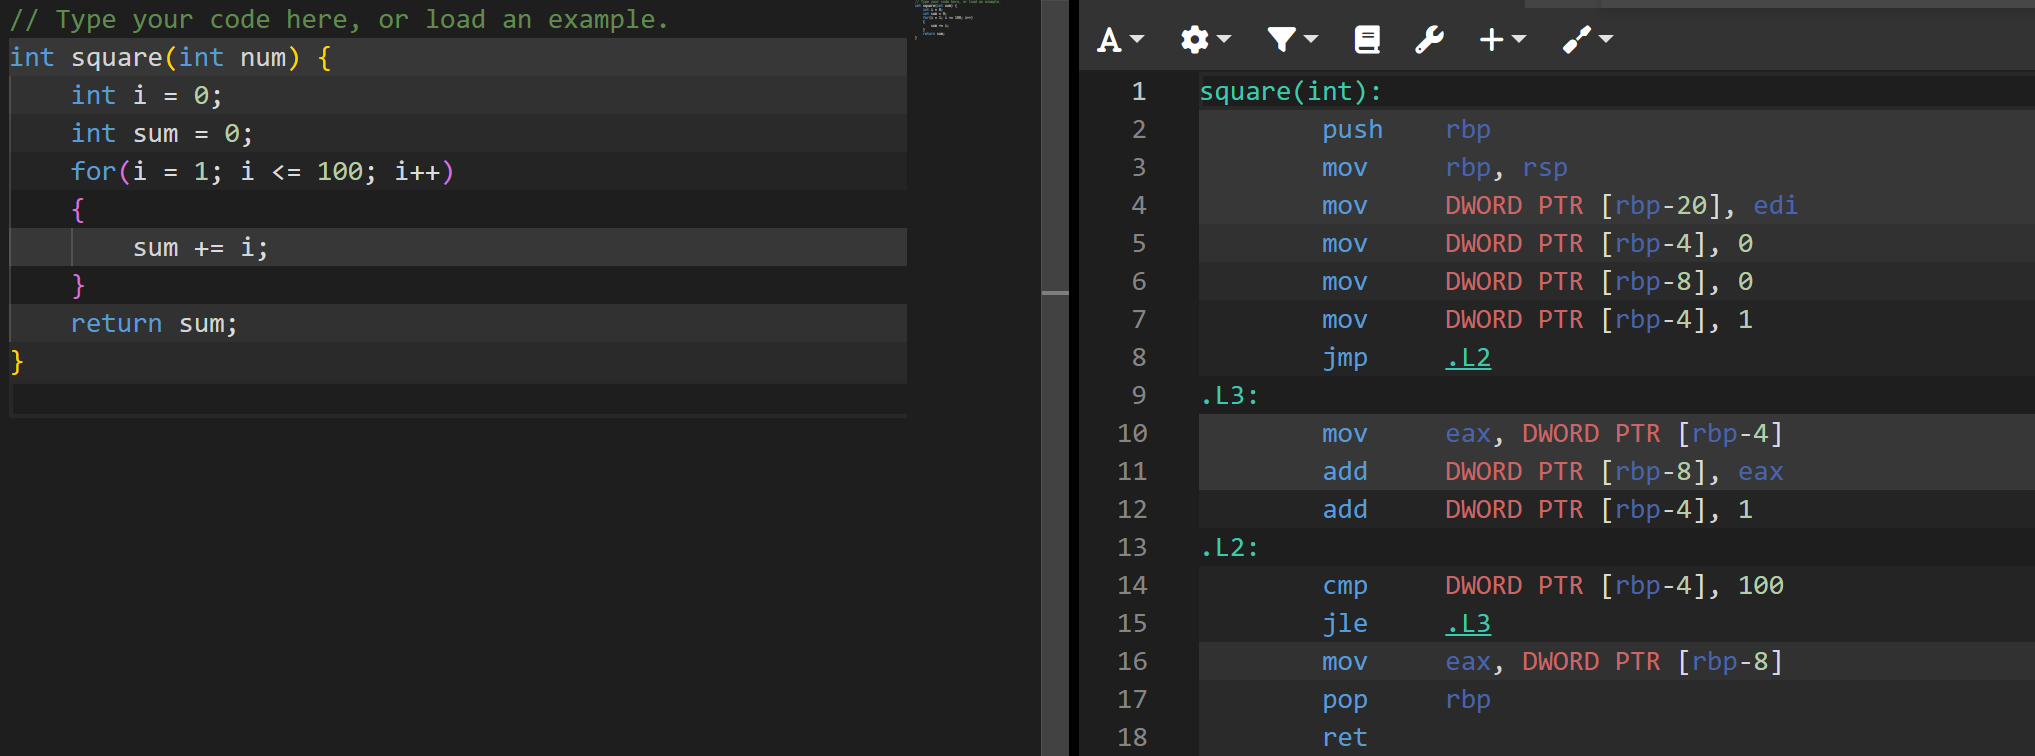 // Type your code here, or load an example.
int square(int num) {
    int i = 0;
    int sum = 0;
    for(i = 1; i <= 100; i++)
    {
        sum += i;
    }
    return sum;
}
A
1 square(int):
2         push    rbp
3         mov     rbp, rsp
4         mov     DWORD PTR [rbp-20], edi
5         mov     DWORD PTR [rbp-4], 0
6         mov     DWORD PTR [rbp-8], 0
7         mov     DWORD PTR [rbp-4], 1
8         jmp     .L2
9 .L3:
10         mov     eax, DWORD PTR [rbp-4]
11         add     DWORD PTR [rbp-8], eax
12         add     DWORD PTR [rbp-4], 1
13 .L2:
14         cmp     DWORD PTR [rbp-4], 100
15         jle     .L3
16         mov     eax, DWORD PTR [rbp-8]
17         pop     rbp
18         ret